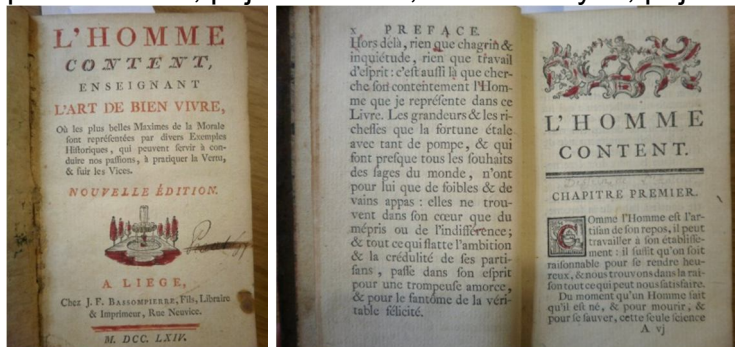 L'HOMME
CONTENT,
ENSEIGNANT
L'ART DE BIEN VIVRE,
Où les plus belles Maximes de la Morale
sont représentées par divers Exemples
Historiques, qui peuvent servir à con-
duire nos passions, à pratiquer la Vertu,
& fuir les Vices.
NOUVELLE ÉDITION.
A LIEGE,
Chez J. F. BASSOMPIERRE, Fils, Libraire
& Imprimeur, Rue Neuvice.
M. DCC. LXIV.
x PREFACE.
Hors délà, rien que chagrin &
inquiétude, rien que travail
d'esprit: c'est aussi là que cher-
che son contentement l'Hom-
me que je représente dans ce
Livre. Les grandeurs & les ri-
chesses que la fortune étale
avec tant de pompe, & qui
font presque tous les souhaits
des sages du monde, n'ont
pour lui que de foibles & de
vains appas: elles ne trou-
vent dans son cœur que du
mépris ou de l'indifférence;
& tout ce qui flatte l'ambition
& la crédulité de ses parti-
sans, passe dans son esprit
pour une trompeuse amorce,
& pour le fantôme de la véri-
table félicité.
L'HOMME
CONTENT.
CHAPITRE PREMIER.
Comme l'Homme est l'ar-
tisan de son repos, il peut
travailler à son établisse-
ment: il suffit qu'on soit
raisonnable pour se rendre heu-
reux, & nous trouvons dans la rai-
son tout ce qui peut nous satisfaire.
Du moment qu'un Homme sait
qu'il est né, & pour mourir, &
pour se sauver, cette seule science
A vj